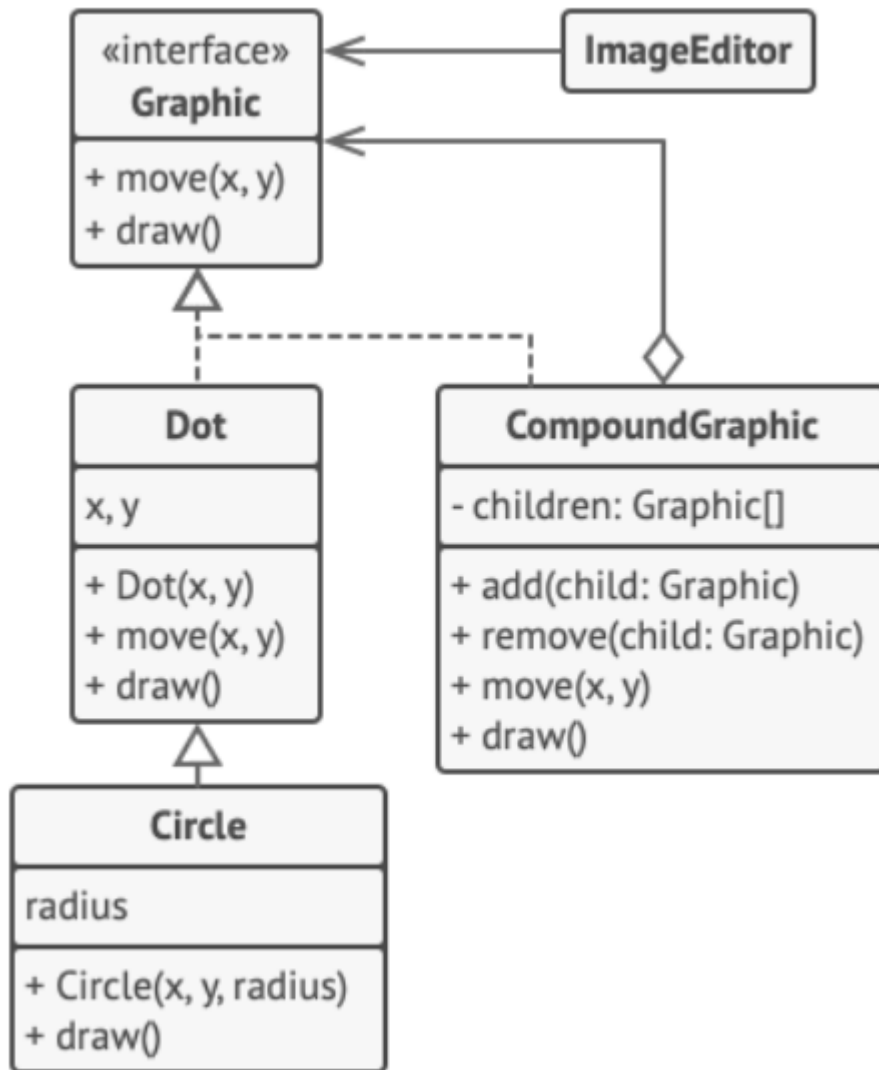 «interface»
Graphic
+ move(x, y)
+ draw()
ImageEditor
Dot
x, y
+ Dot(x, y)
+ move(x, y)
+ draw()
CompoundGraphic
- children: Graphic[]
+ add(child: Graphic)
+ remove(child: Graphic)
+ move(x, y)
+ draw()
Circle
radius
+ Circle(x, y, radius)
+ draw()